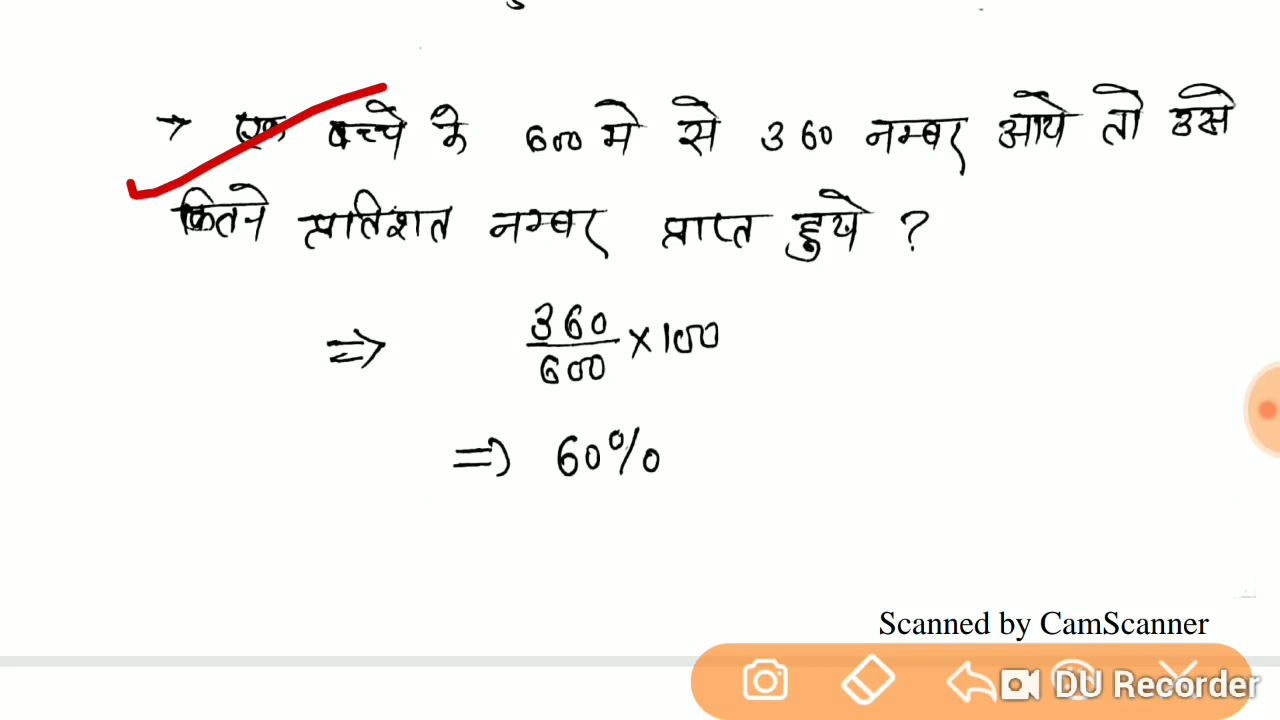 → एक बच्चे के 600 मे से 360 नम्बर आये तो उसे
कितने प्रतिशत नम्बर प्राप्त हुये ?
⇒ 360/600 × 100
⇒ 60%
Scanned by CamScanner
DU Recorder